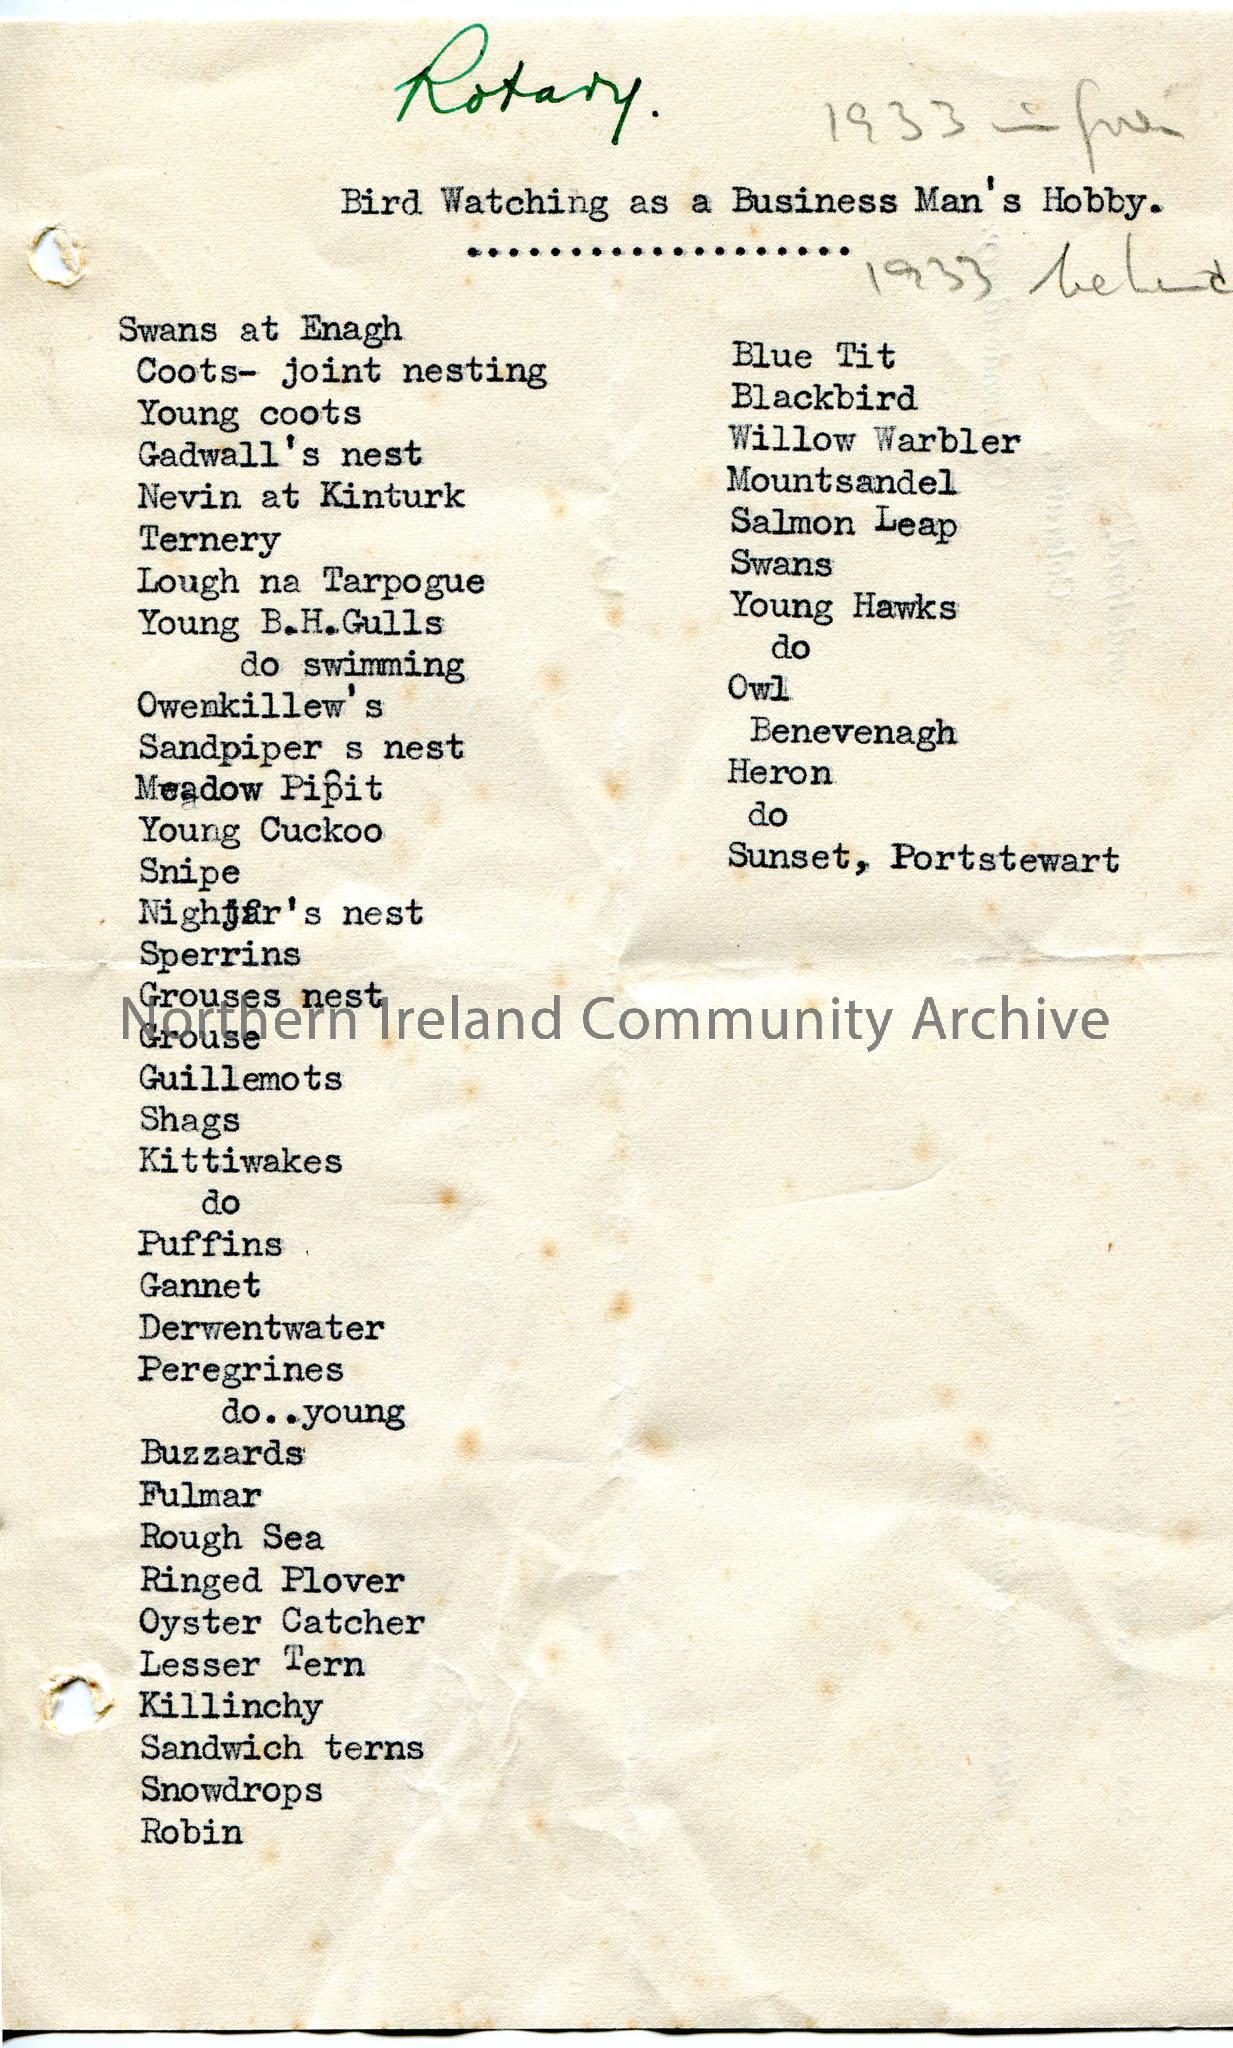 Rotary.
1933
Bird Watching as a Business Man's Hobby.
...................
1933 behind
Swans at Enagh
Coots- joint nesting
Young coots
Gadwall's nest
Nevin at Kinturk
Ternery
Lough na Tarpogue
Young B.H.Gulls
do swimming
Owenkillew's
Sandpiper s nest
Meadow Pipit
Young Cuckoo
Snipe
Nightjar's nest
Sperrins
Grouses nest
Grouse
Guillemots
Shags
Kittiwakes
do
Puffins
Gannet
Derwentwater
Peregrines
do..young
Buzzards
Fulmar
Rough Sea
Ringed Plover
Oyster Catcher
Lesser Tern
Killinchy
Sandwich terns
Snowdrops
Robin
Blue Tit
Blackbird
Willow Warbler
Mountsandel
Salmon Leap
Swans
Young Hawks
do
Owl
Benevenagh
Heron
do
Sunset, Portstewart
Northern Ireland Community Archive